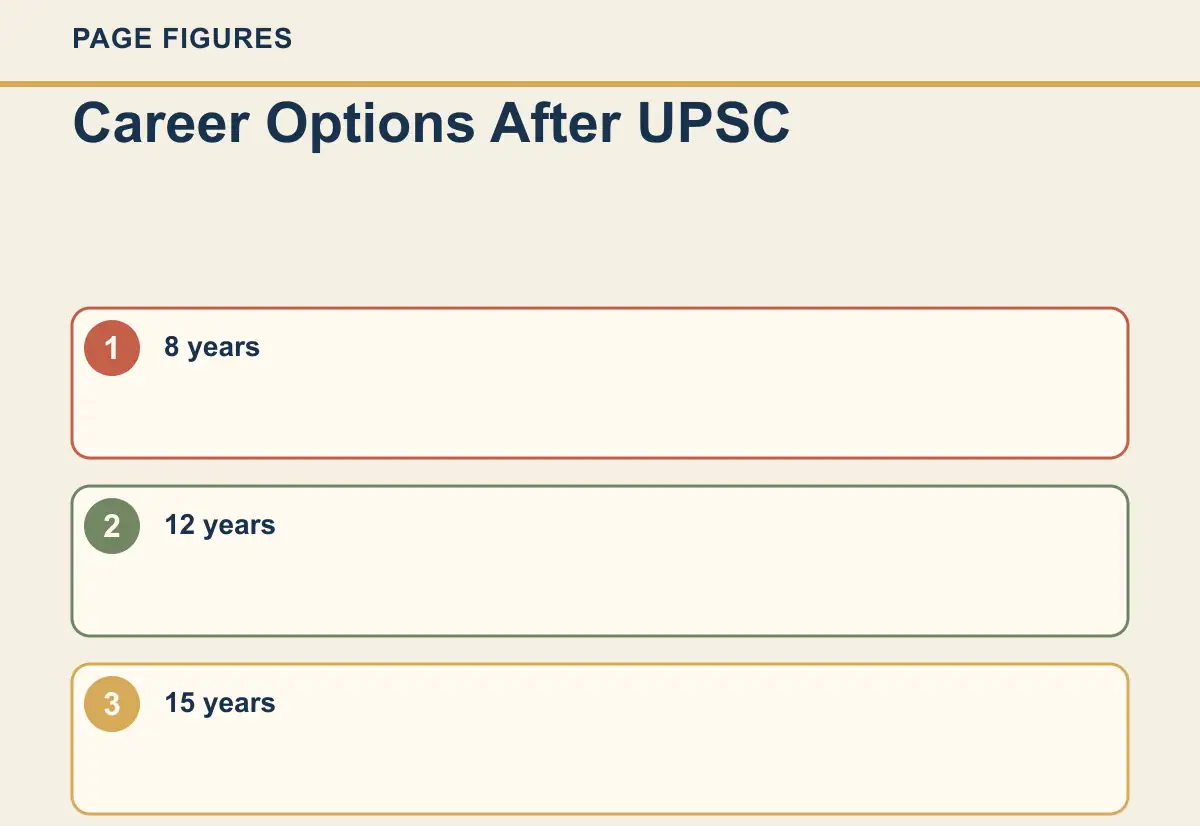 PAGE FIGURES
Career Options After UPSC
1 8 years
2 12 years
3 15 years